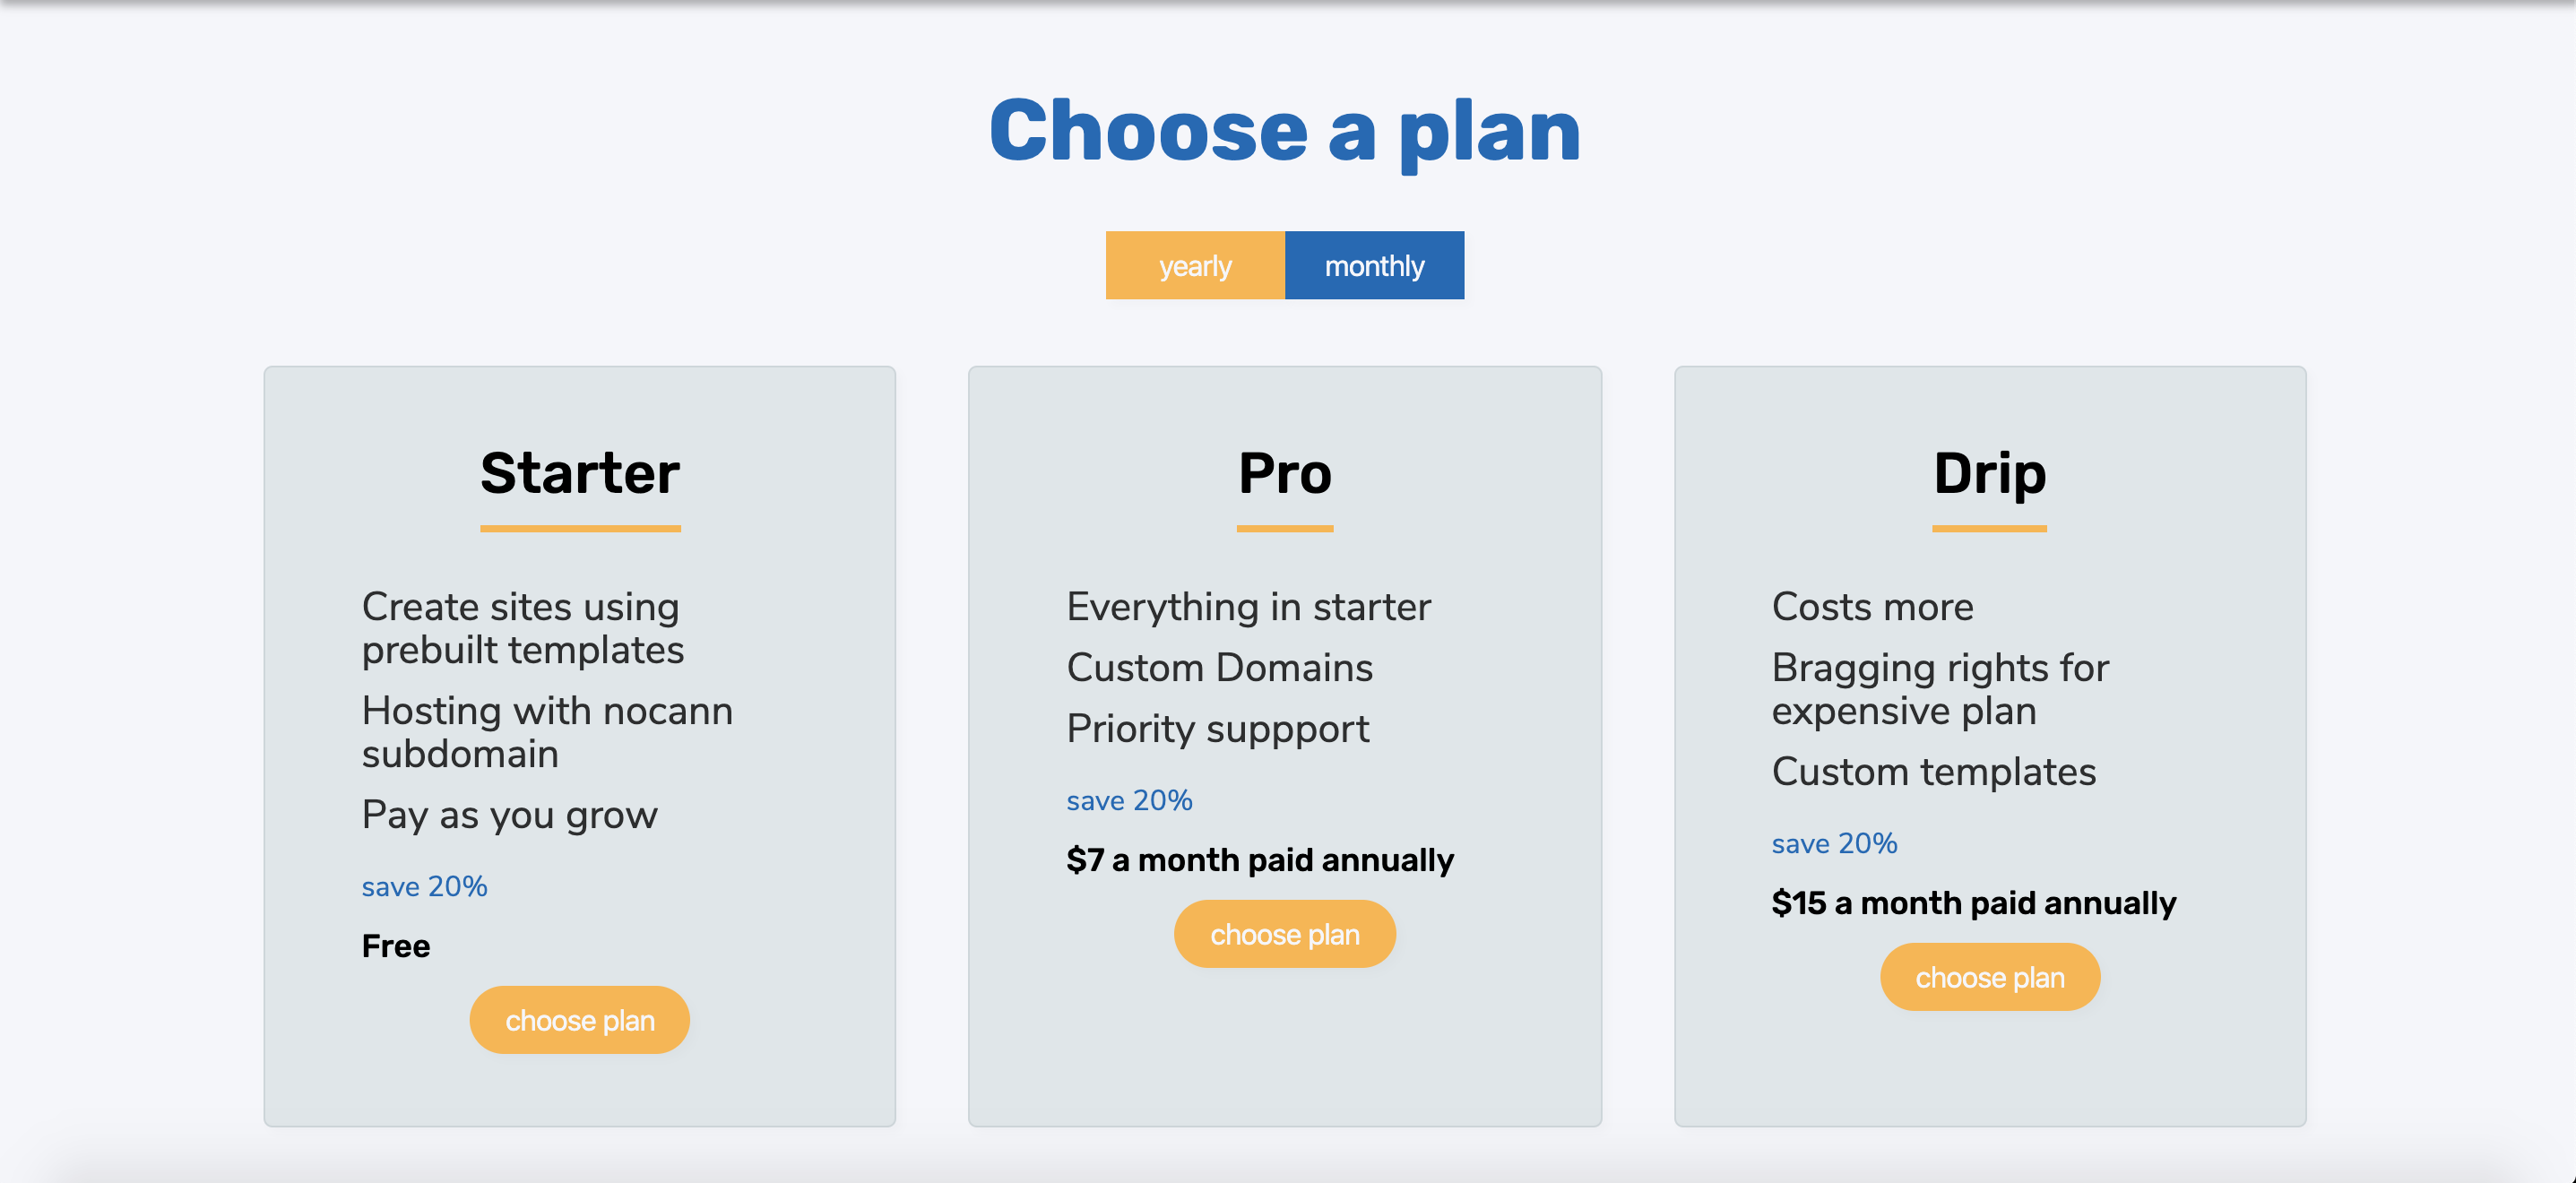 Choose a plan
yearly
monthly
Starter
Create sites using
prebuilt templates
Hosting with nocann
subdomain
Pay as you grow
save 20%
Free
choose plan
Pro
Everything in starter
Custom Domains
Priority suppport
save 20%
$7 a month paid annually
choose plan
Drip
Costs more
Bragging rights for
expensive plan
Custom templates
save 20%
$15 a month paid annually
choose plan